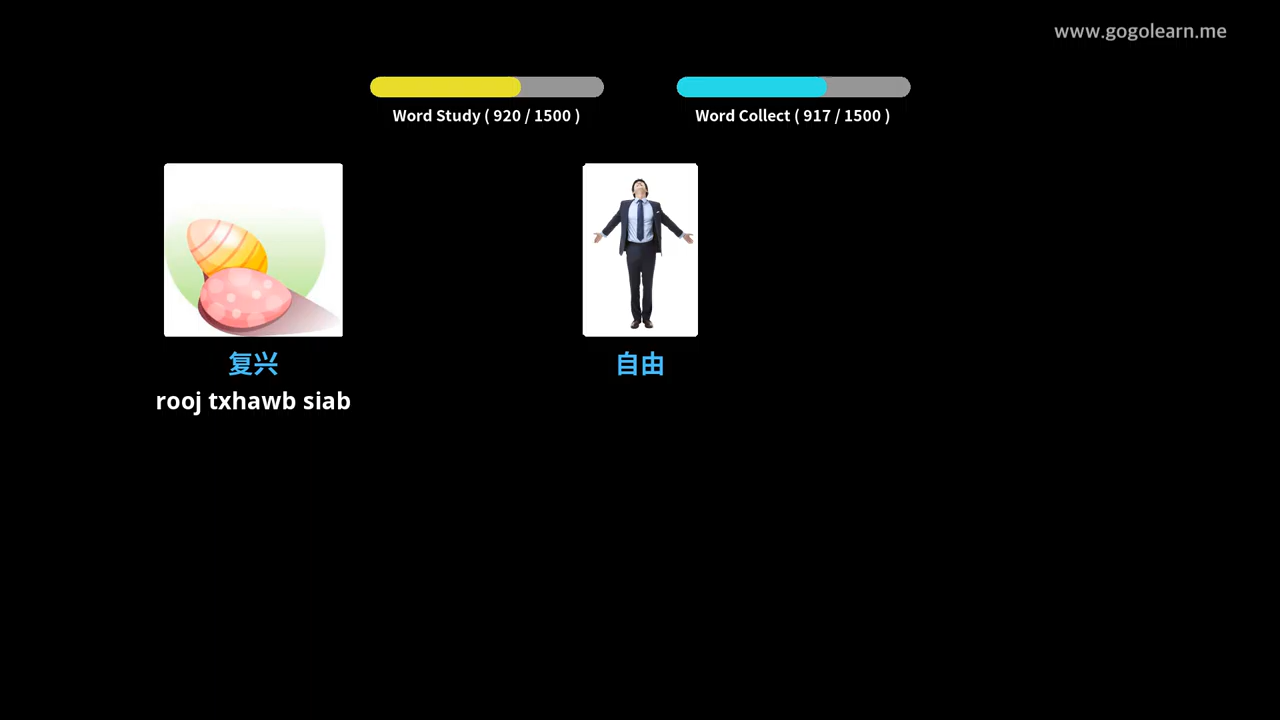 www.gogolearn.me
Word Study ( 920 / 1500 )
Word Collect ( 917 / 1500 )
复兴
自由
rooj txhawb siab